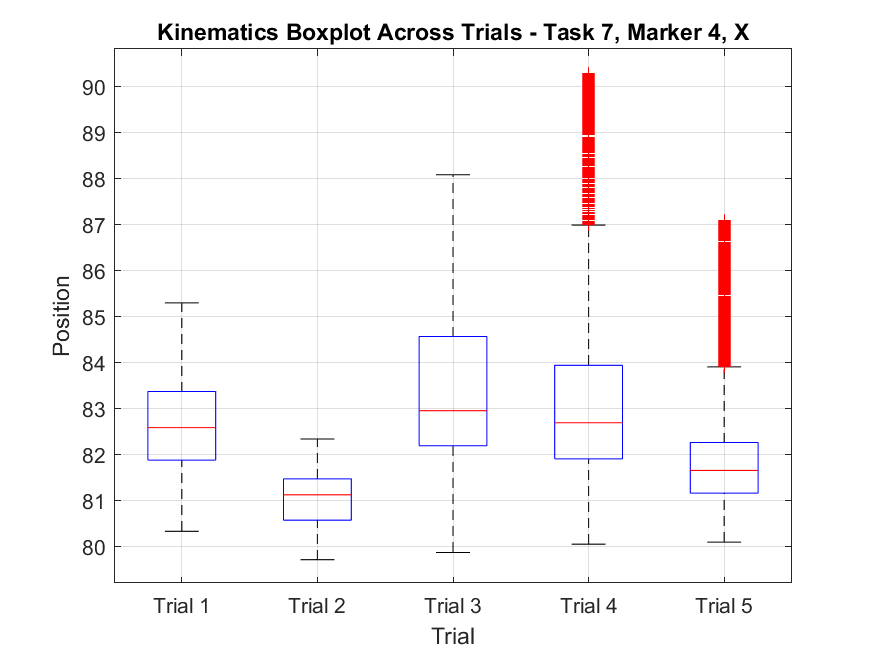 Kinematics Boxplot Across Trials - Task 7, Marker 4, X
90
89
88
87
86
85
84
83
82
81
80
Position
Trial 1 Trial 2 Trial 3 Trial 4 Trial 5
Trial